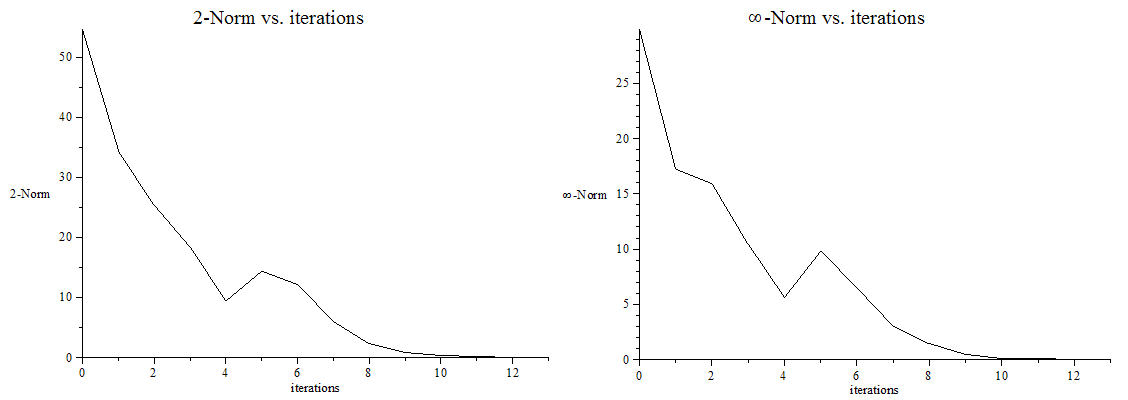 2-Norm vs. iterations
50
40
30
2-Norm
20
10
0
0 2 4 6 8 10 12
iterations
∞-Norm vs. iterations
25
20
15
∞-Norm
10
5
0
0 2 4 6 8 10 12
iterations